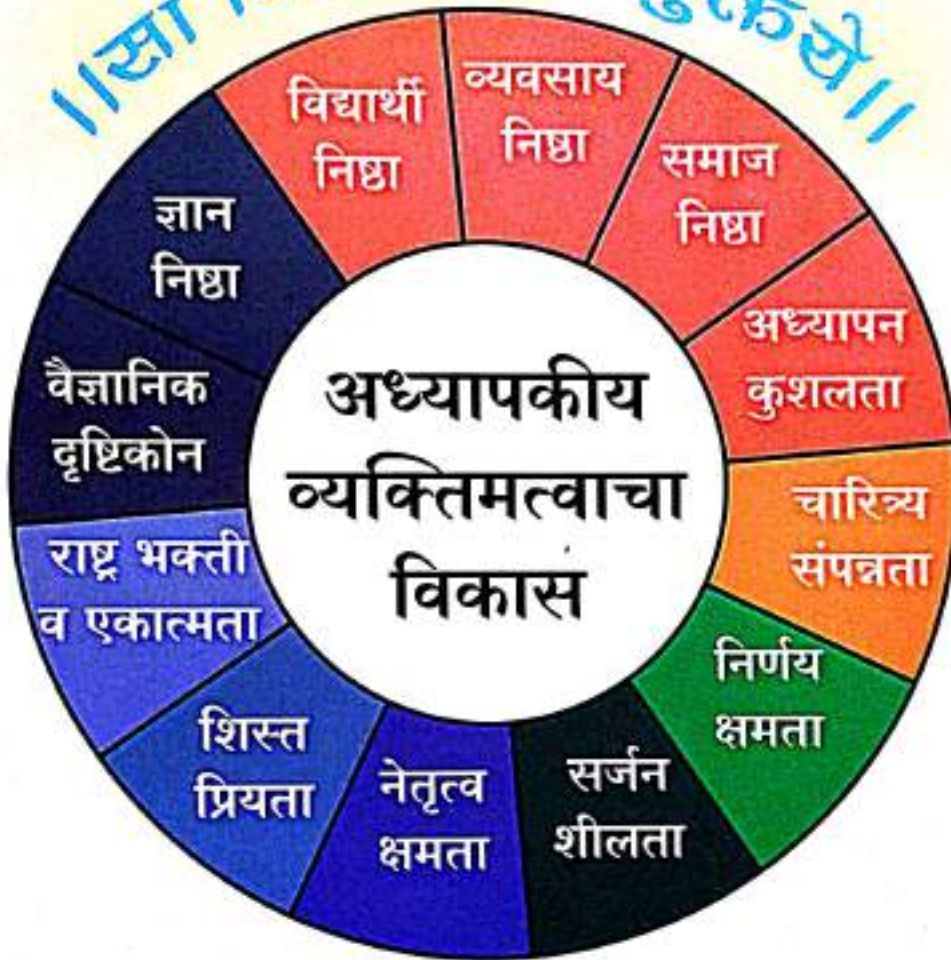 विद्यार्थी
निष्ठा
व्यवसाय
निष्ठा
समाज
निष्ठा
अध्यापन
कुशलता
चारित्र्य
संपन्नता
निर्णय
क्षमता
सर्जन
शीलता
नेतृत्व
क्षमता
शिस्त
प्रियता
राष्ट्र भक्ती
व एकात्मता
वैज्ञानिक
दृष्टिकोन
ज्ञान
निष्ठा
अध्यापकीय
व्यक्तिमत्वाचा
विकास